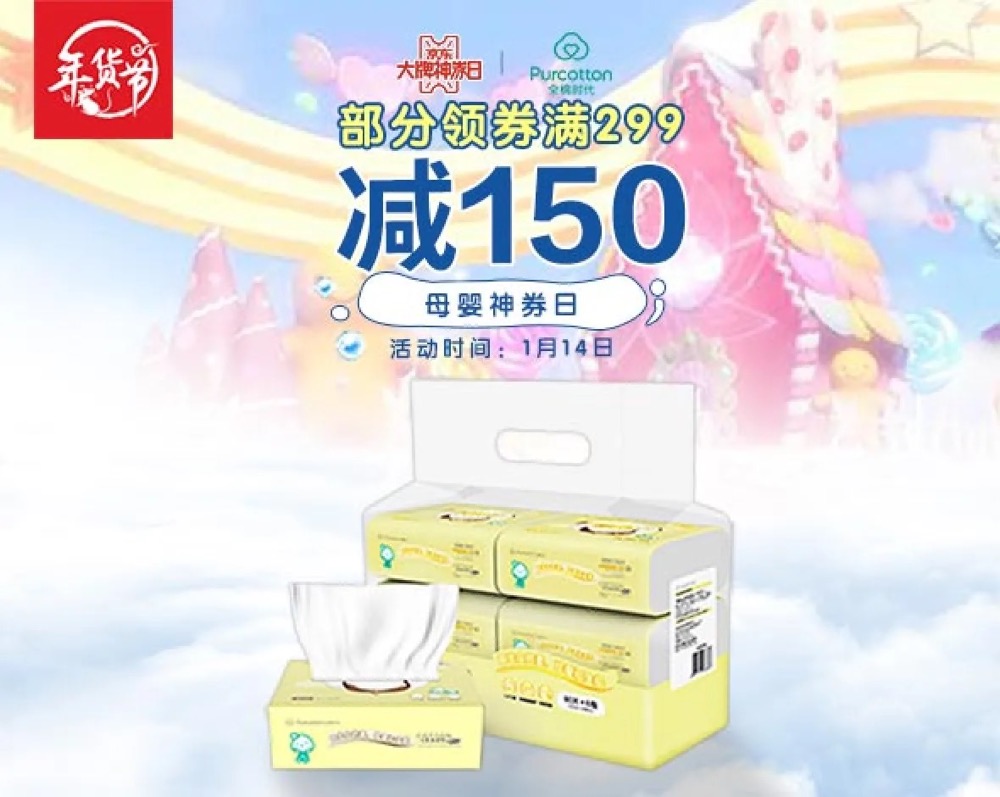 年货节
京东
大牌神券日
Purcotton
全棉时代
部分领券满299
减150
母婴神券日
活动时间：1月14日